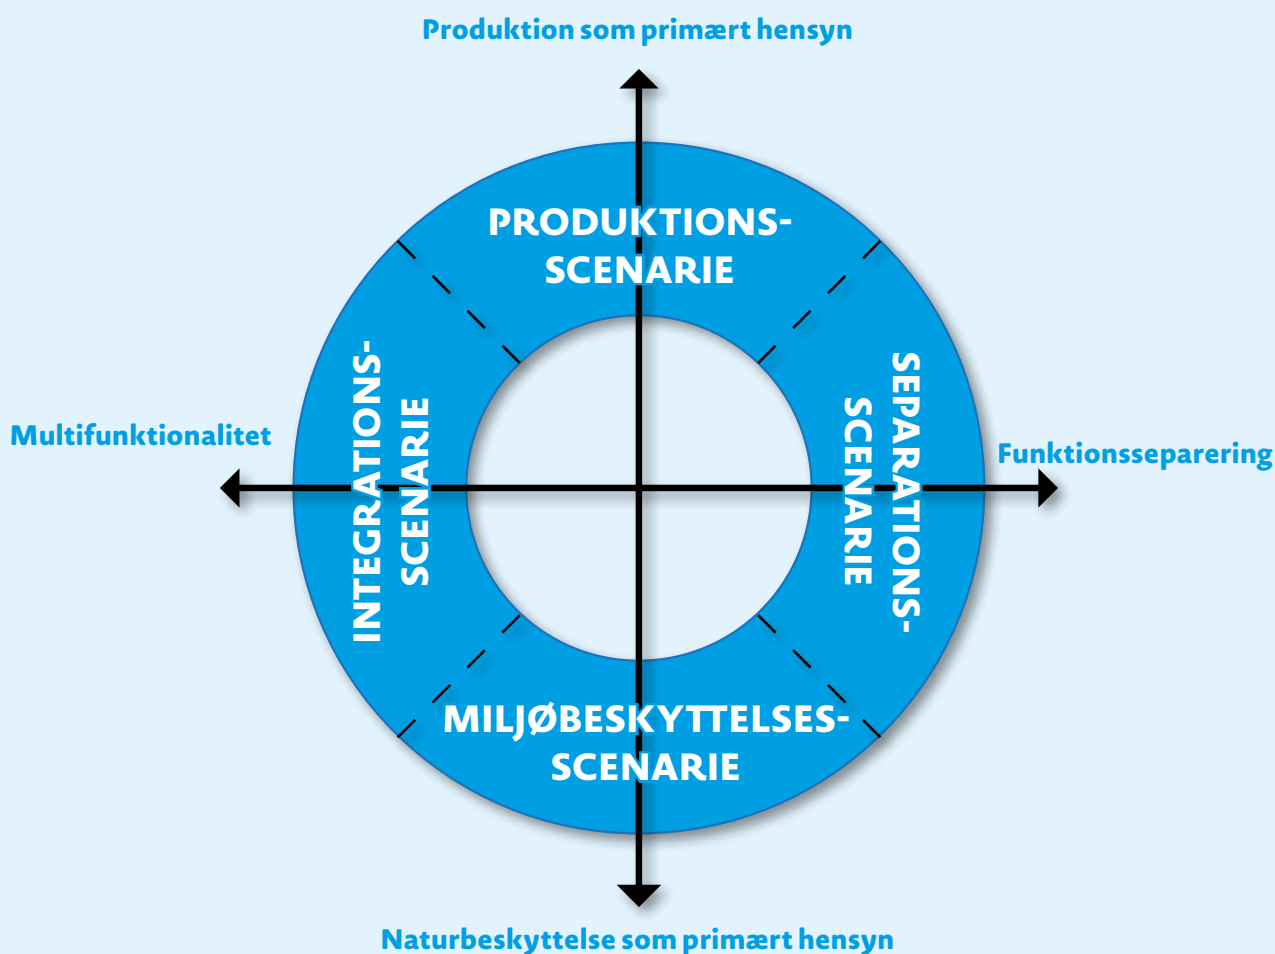 Produktion som primært hensyn
PRODUKTIONS-
SCENARIE
INTEGRATIONS-
SCENARIE
SEPARATIONS-
SCENARIE
Multifunktionalitet
Funktionsseparering
MILJØBESKYTTELSES-
SCENARIE
Naturbeskyttelse som primært hensyn